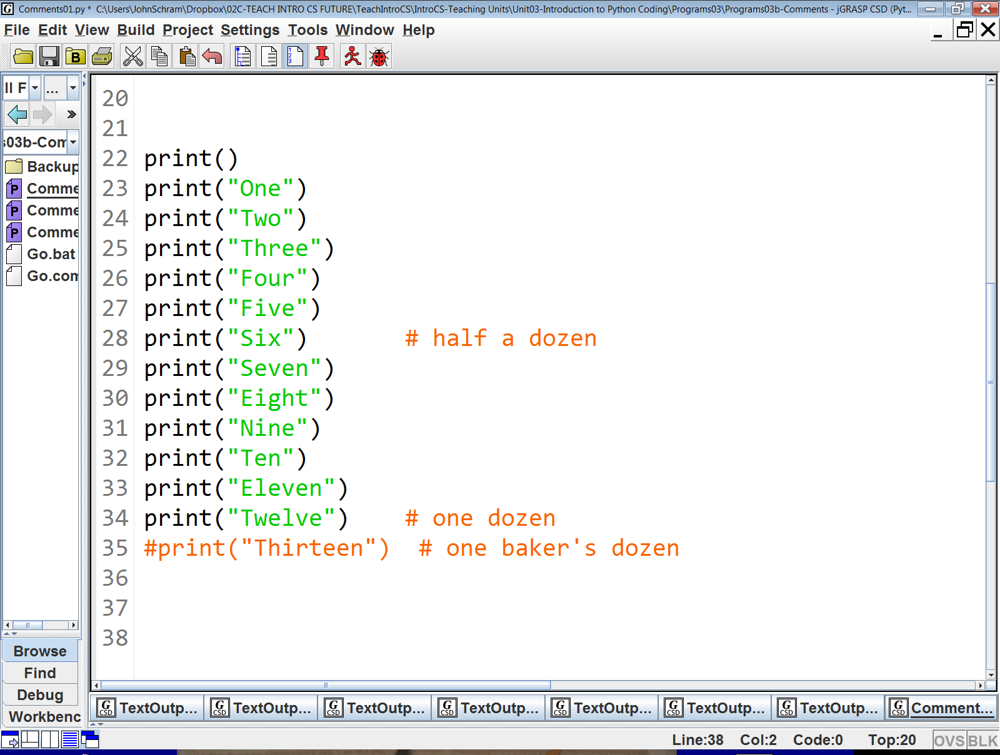 Comments01.py * C:\Users\JohnSchram\Dropbox\02C-TEACH INTRO CS FUTURE\TeachIntroCS\IntroCS-Teaching Units\Unit03-Introduction to Python Coding\Programs03\Programs03b-Comments - jGRASP CSD (Pyt...
File Edit View Build Project Settings Tools Window Help
ll F ...
s03b-Com
Backup
Comme
Comme
Comme
Go.bat
Go.com
20
21
22 print()
23 print("One")
24 print("Two")
25 print("Three")
26 print("Four")
27 print("Five")
28 print("Six") # half a dozen
29 print("Seven")
30 print("Eight")
31 print("Nine")
32 print("Ten")
33 print("Eleven")
34 print("Twelve") # one dozen
35 #print("Thirteen") # one baker's dozen
36
37
38
Browse
Find
Debug
Workbenc
TextOutp... TextOutp... TextOutp... TextOutp... TextOutp... TextOutp... TextOutp... Comment...
Line:38 Col:2 Code:0 Top:20 OVS BLK